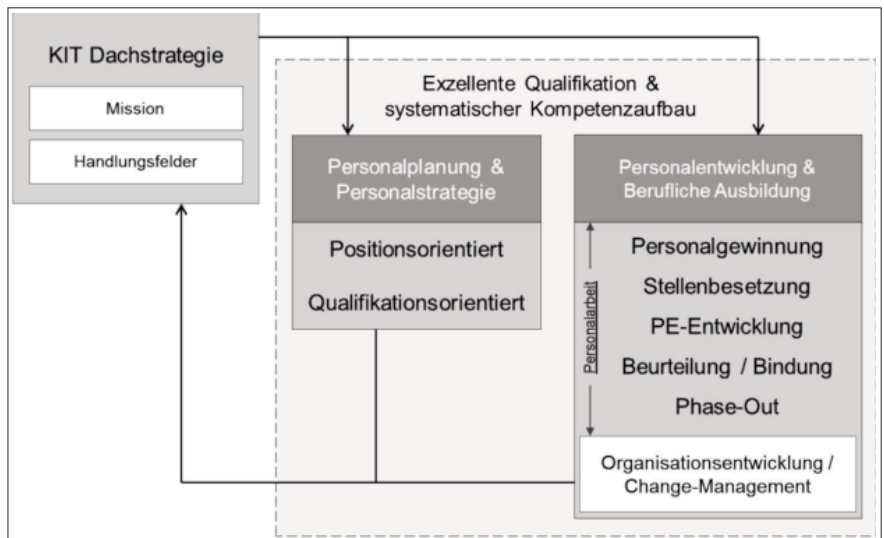 KIT Dachstrategie
Mission
Handlungsfelder
Exzellente Qualifikation &
systematischer Kompetenzaufbau
Personalplanung &
Personalstrategie
Positionsorientiert
Qualifikationsorientiert
Personalentwicklung &
Berufliche Ausbildung
Personalarbeit
Personalgewinnung
Stellenbesetzung
PE-Entwicklung
Beurteilung / Bindung
Phase-Out
Organisationsentwicklung /
Change-Management